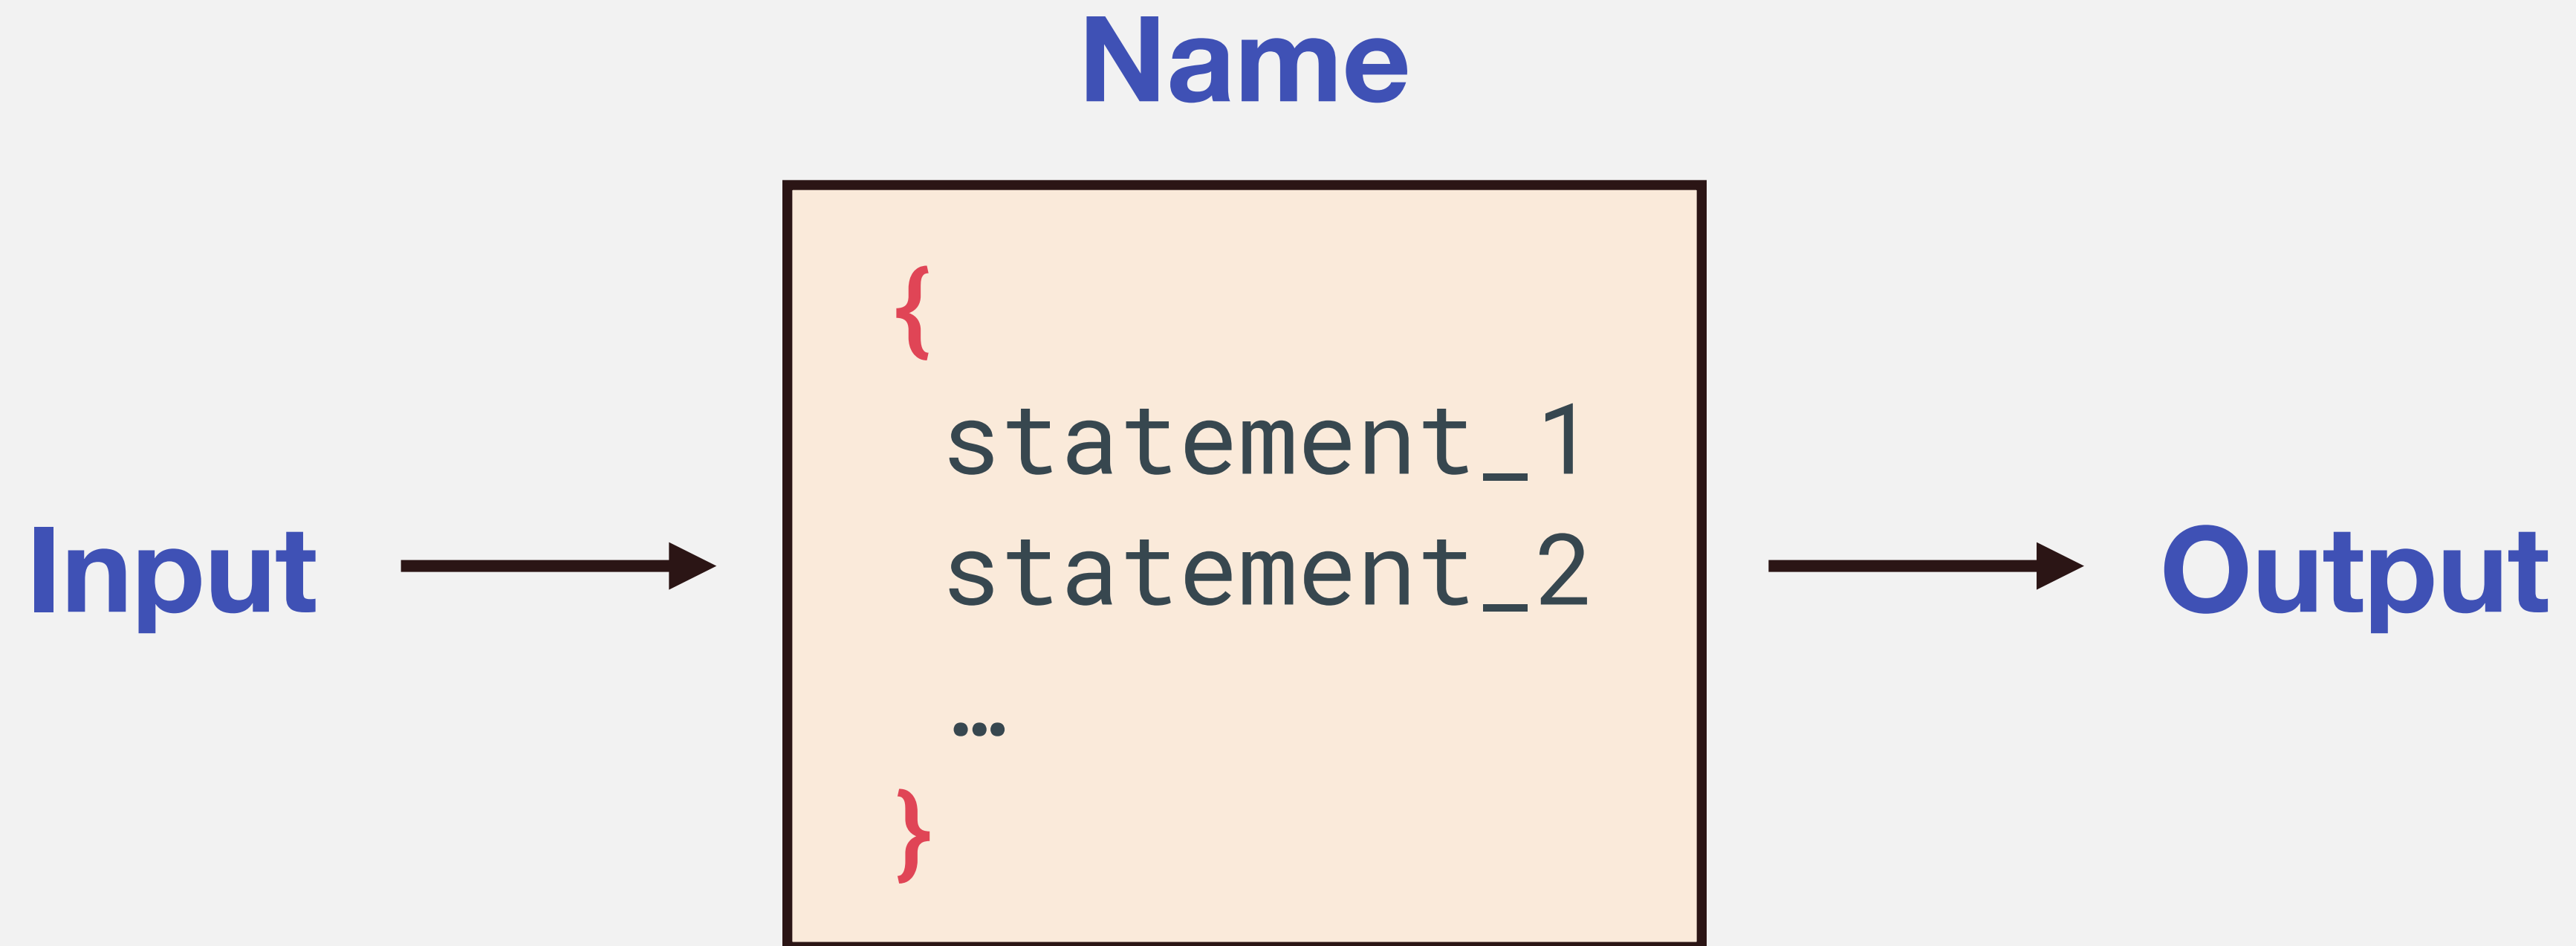 Name
{
statement_1
Input
statement_2
Output
…
}